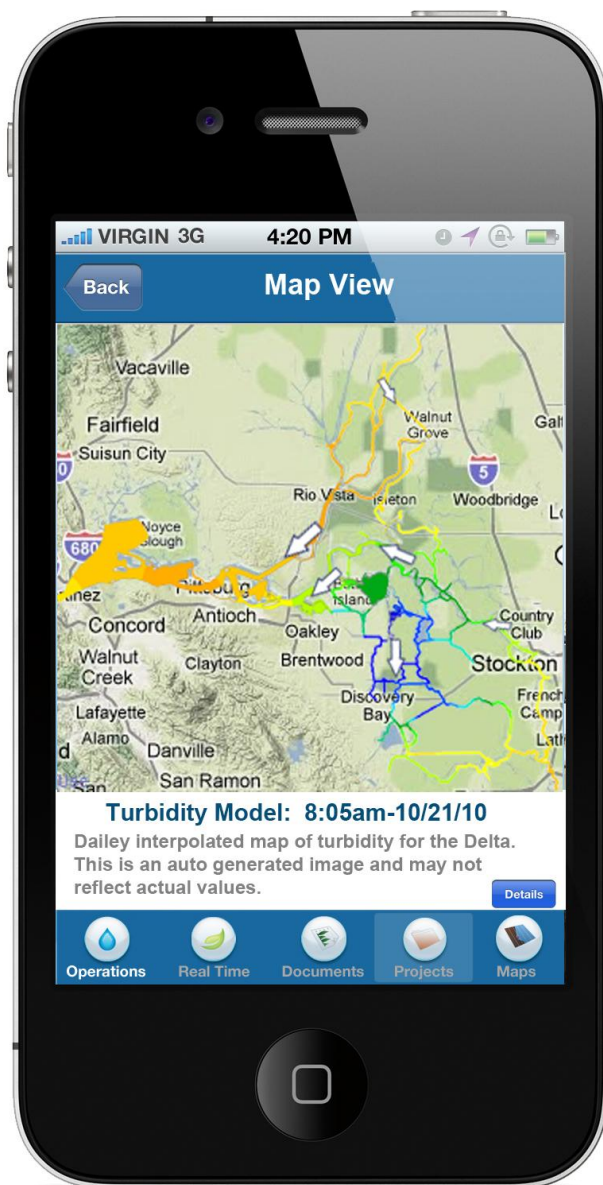 VIRGIN 3G 4:20 PM
Back Map View
Vacaville
Walnut
Grove
Galt
Fairfield
Suisun City
5
Rio Vista Isleton Woodbridge
Noyce
Slough
680
Pittsburg
Island
Antioch
Concord
Oakley
Country
Club
Walnut
Creek
Clayton
Brentwood
Stockton
Discovery
Bay
French
Camp
Lafayette
Alamo
Danville
San Ramon
Turbidity Model: 8:05am-10/21/10
Dailey interpolated map of turbidity for the Delta.
This is an auto generated image and may not
reflect actual values.
Details
Operations Real Time Documents Projects Maps